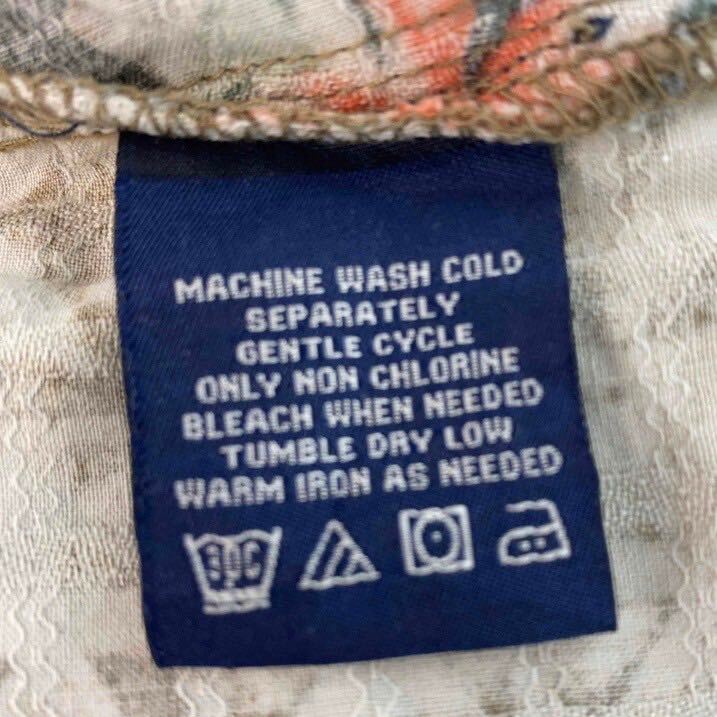 MACHINE WASH COLD
SEPARATELY
GENTLE CYCLE
ONLY NON CHLORINE
BLEACH WHEN NEEDED
TUMBLE DRY LOW
WARM IRON AS NEEDED